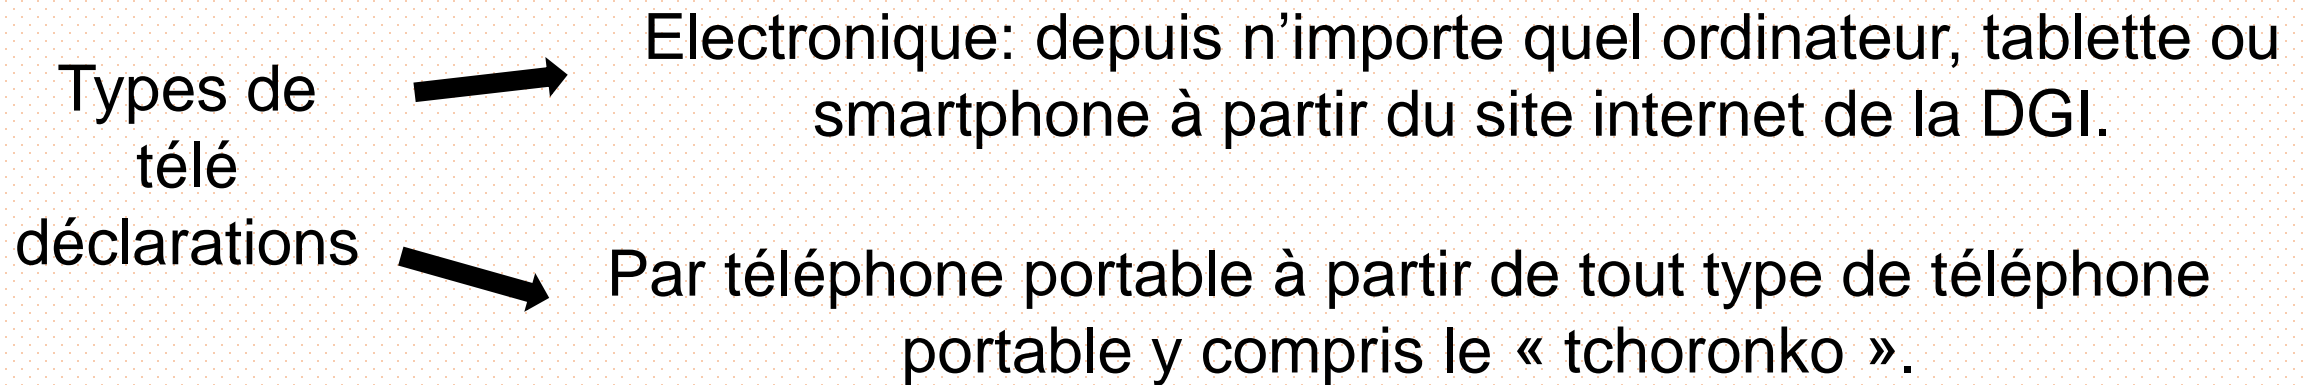 Types de
télé
déclarations
Electronique: depuis n’importe quel ordinateur, tablette ou
smartphone à partir du site internet de la DGI.
Par téléphone portable à partir de tout type de téléphone
portable y compris le « tchoronko ».